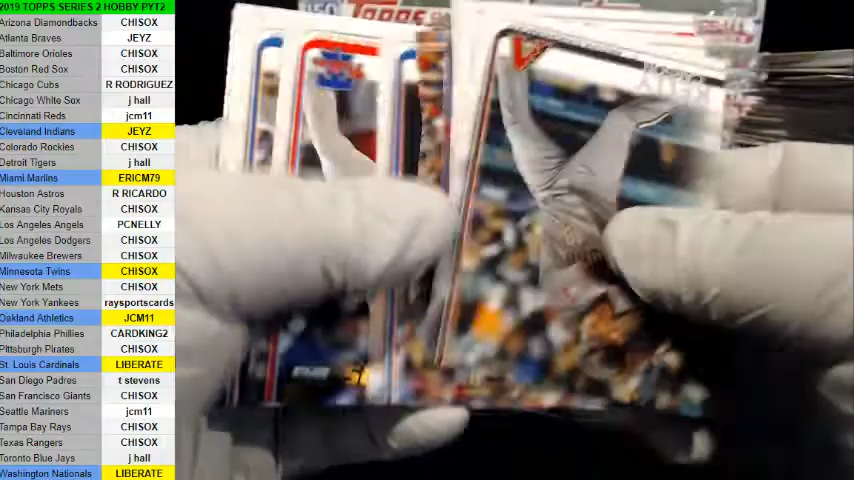 2019 TOPPS SERIES 2 HOBBY PYT2
Arizona Diamondbacks CHISOX
Atlanta Braves JEYZ
Baltimore Orioles CHISOX
Boston Red Sox CHISOX
Chicago Cubs R RODRIGUEZ
Chicago White Sox j hall
Cincinnati Reds jcm11
Cleveland Indians JEYZ
Colorado Rockies CHISOX
Detroit Tigers j hall
Miami Marlins ERICM79
Houston Astros R RICARDO
Kansas City Royals CHISOX
Los Angeles Angels PCNELLY
Los Angeles Dodgers CHISOX
Milwaukee Brewers CHISOX
Minnesota Twins CHISOX
New York Mets CHISOX
New York Yankees raysportscards
Oakland Athletics JCM11
Philadelphia Phillies CARDKING2
Pittsburgh Pirates CHISOX
St. Louis Cardinals LIBERATE
San Diego Padres t stevens
San Francisco Giants CHISOX
Seattle Mariners jcm11
Tampa Bay Rays CHISOX
Texas Rangers CHISOX
Toronto Blue Jays j hall
Washington Nationals LIBERATE